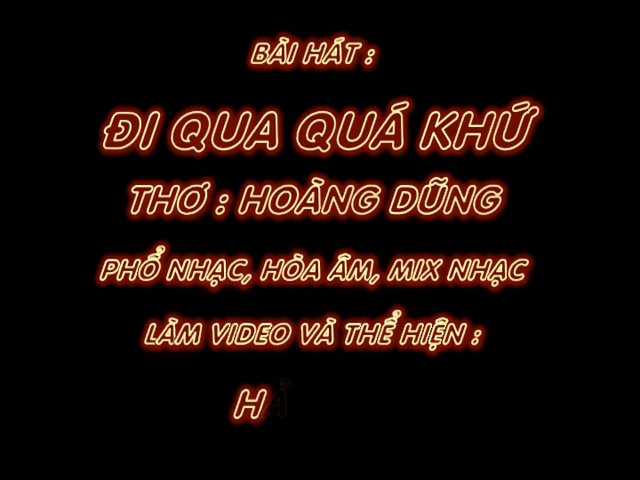 BÀI HÁT :
ĐI QUA QUÁ KHỨ
THƠ : HOÀNG DŨNG
PHỔ NHẠC, HÒA ÂM, MIX NHẠC
LÀM VIDEO VÀ THỂ HIỆN :
HẢ